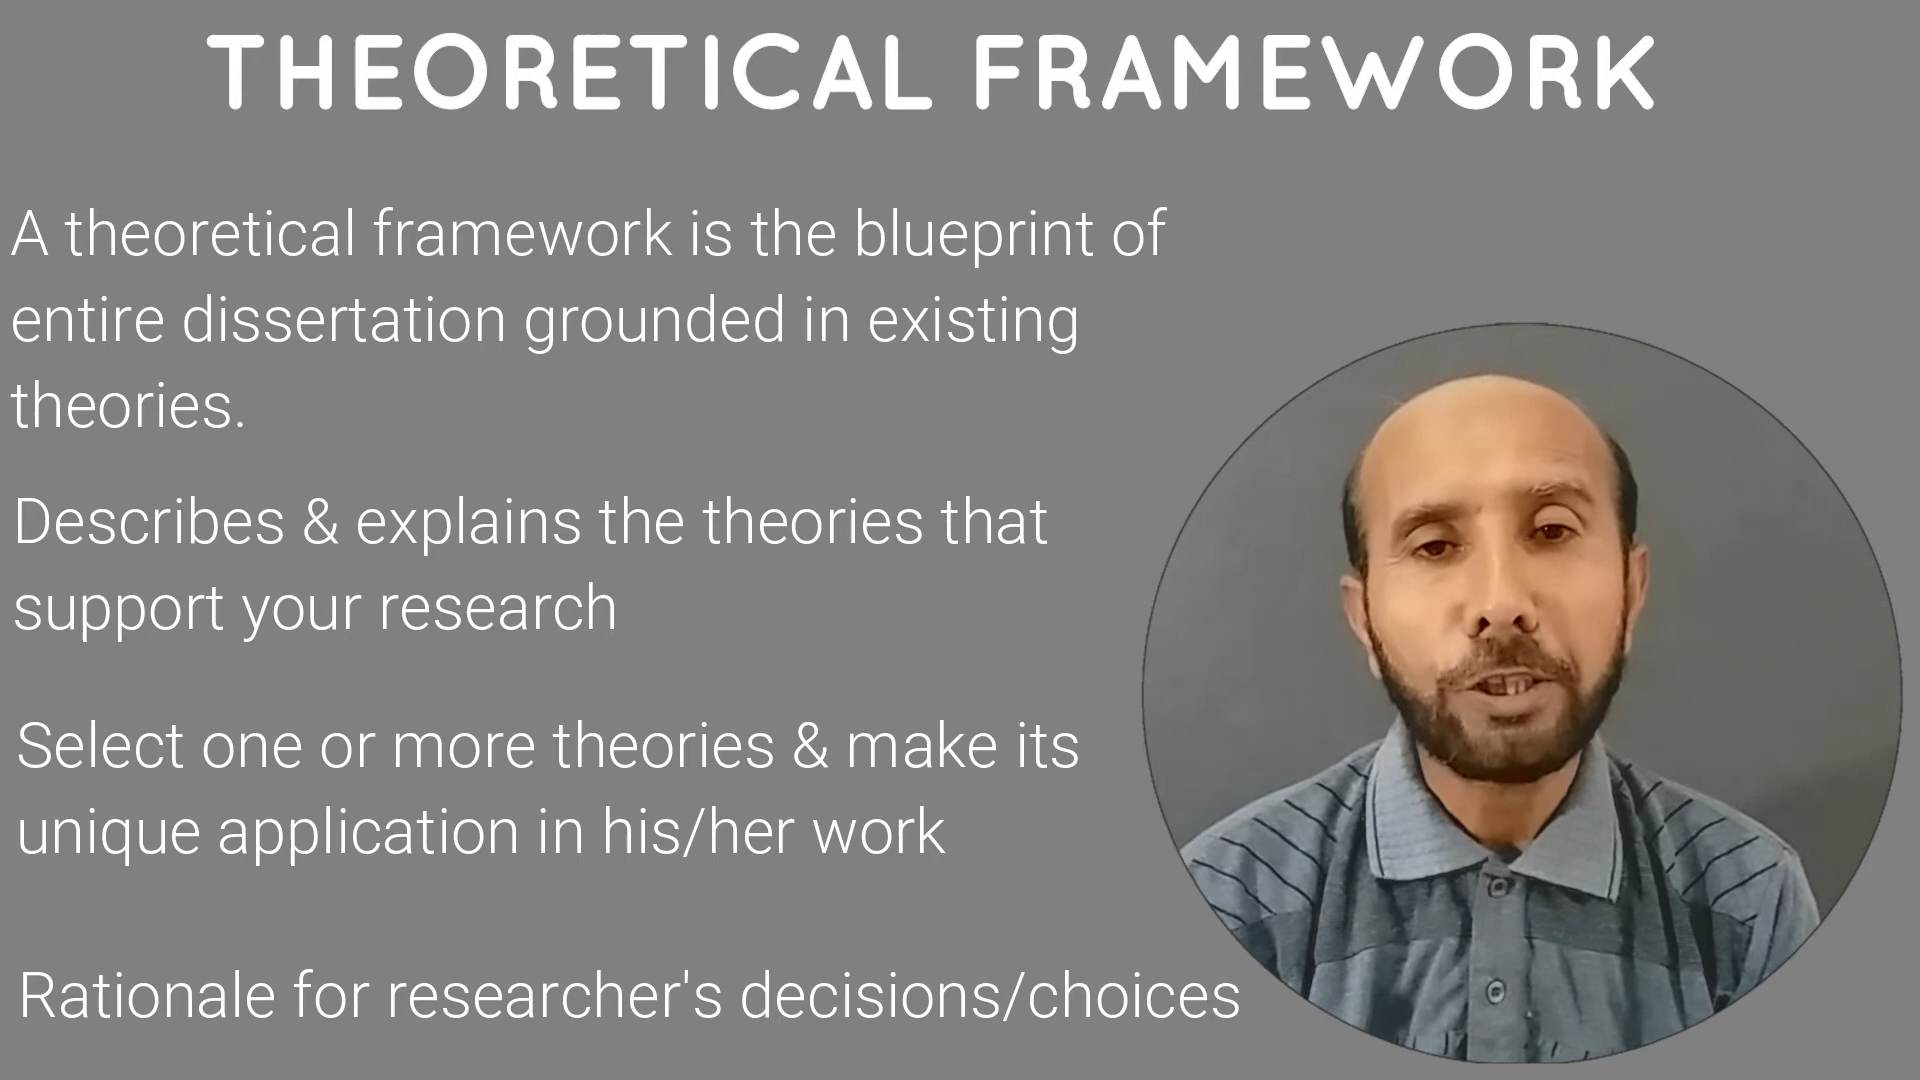 THEORETICAL FRAMEWORK
A theoretical framework is the blueprint of
entire dissertation grounded in existing
theories.
Describes & explains the theories that
support your research
Select one or more theories & make its
unique application in his/her work
Rationale for researcher's decisions/choices